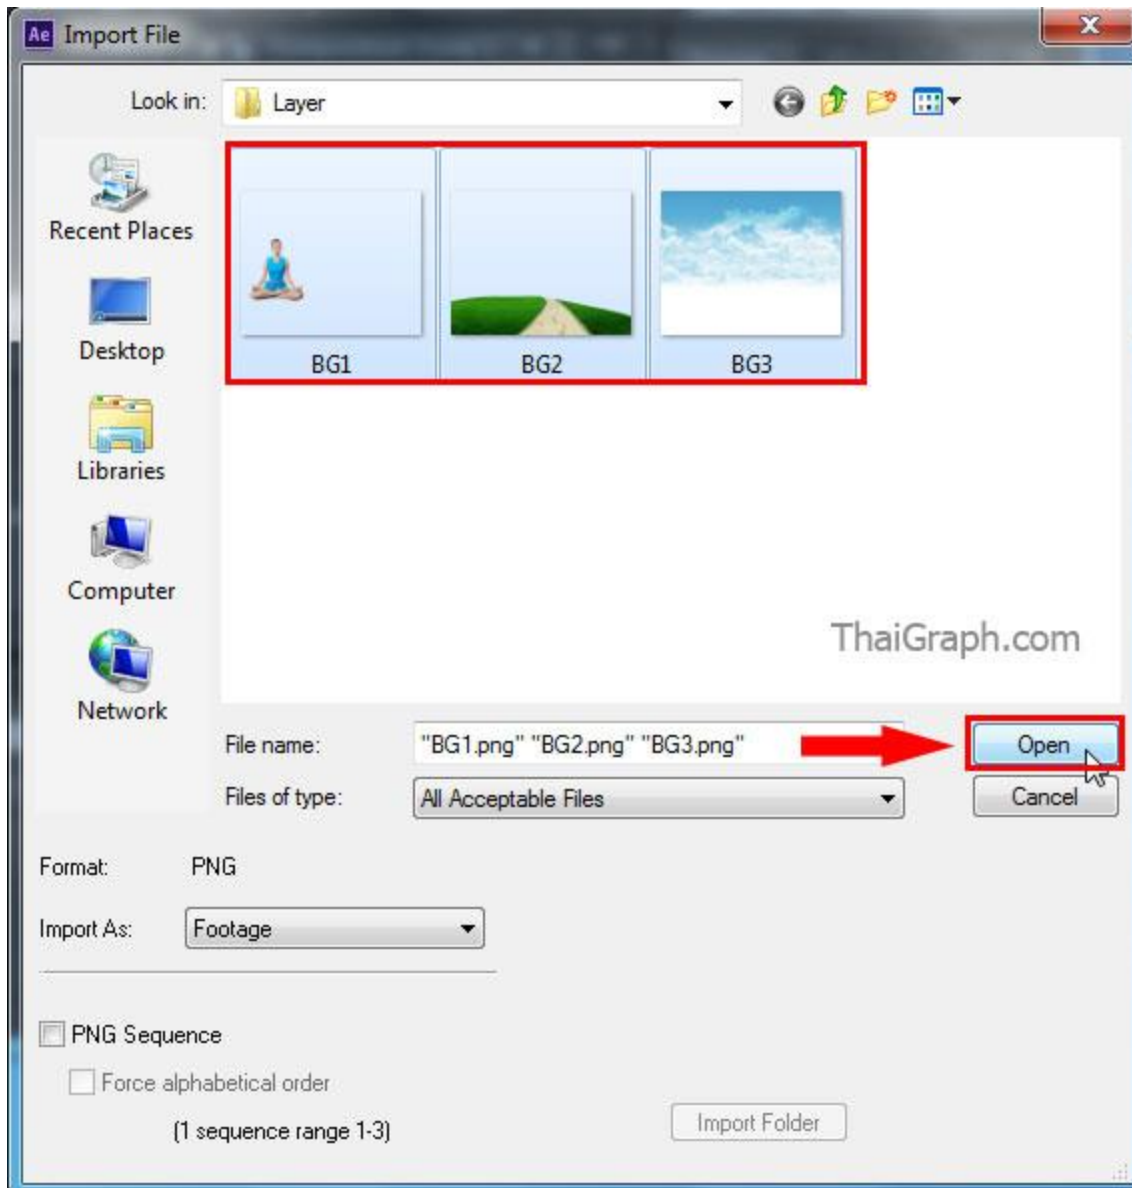 Ae Import File
Look in: Layer
Recent Places
Desktop
Libraries
Computer
Network
BG1 BG2 BG3
ThaiGraph.com
File name: "BG1.png" "BG2.png" "BG3.png" Open
Files of type: All Acceptable Files Cancel
Format: PNG
Import As: Footage
PNG Sequence
Force alphabetical order
(1 sequence range 1-3) Import Folder